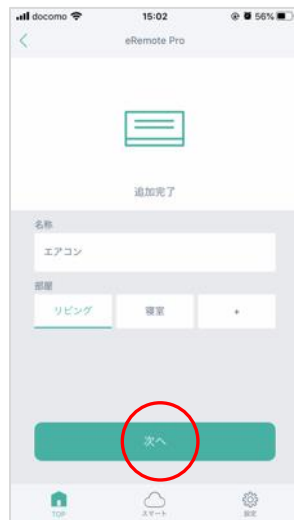 docomo 15:02 56%
eRemote Pro
追加完了
名称
エアコン
部屋
リビング 寝室 +
次へ
TOP スマート 設定